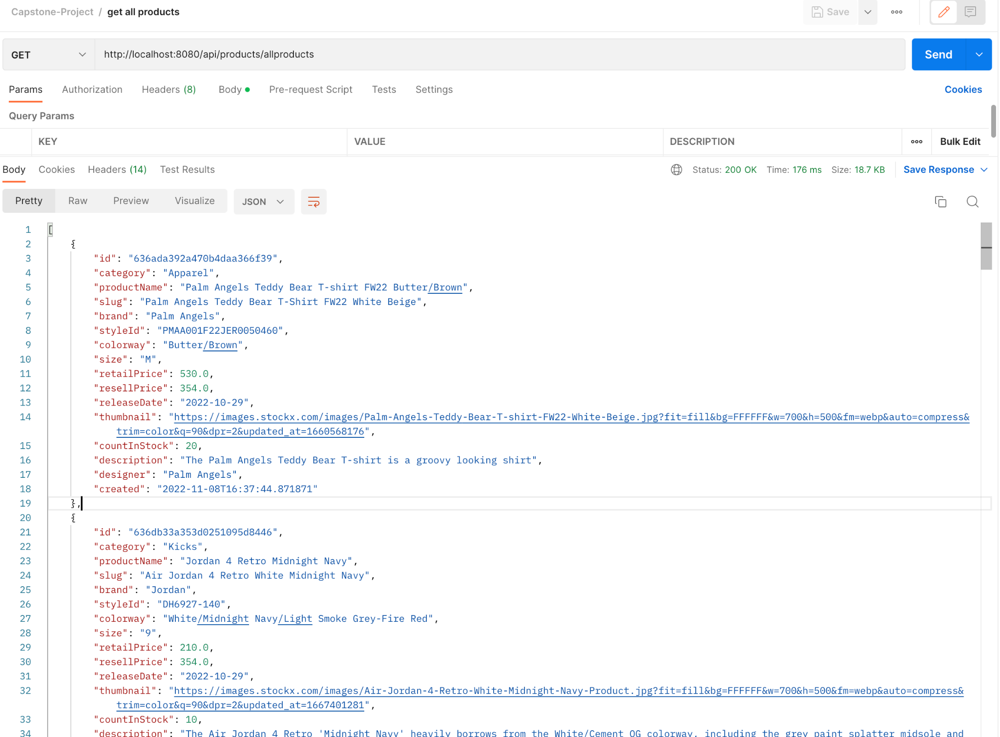 Capstone-Project / get all products
Save
GET http://localhost:8080/api/products/allproducts Send
Params Authorization Headers (8) Body Pre-request Script Tests Settings Cookies
Query Params
KEY VALUE DESCRIPTION Bulk Edit
Body Cookies Headers (14) Test Results Status: 200 OK Time: 176 ms Size: 18.7 KB Save Response
Pretty Raw Preview Visualize JSON
1 [
2 {
3 "id": "636ada392a470b4daa366f39",
4 "category": "Apparel",
5 "productName": "Palm Angels Teddy Bear T-shirt FW22 Butter/Brown",
6 "slug": "Palm Angels Teddy Bear T-Shirt FW22 White Beige",
7 "brand": "Palm Angels",
8 "styleId": "PMAA001F22JER0050460",
9 "colorway": "Butter/Brown",
10 "size": "M",
11 "retailPrice": 530.0,
12 "resellPrice": 354.0,
13 "releaseDate": "2022-10-29",
14 "thumbnail": "https://images.stockx.com/images/Palm-Angels-Teddy-Bear-T-shirt-FW22-White-Beige.jpg?fit=fill&bg=FFFFFF&w=700&h=500&fm=webp&auto=compress&
trim=color&q=90&dpr=2&updated_at=1660568176",
15 "countInStock": 20,
16 "description": "The Palm Angels Teddy Bear T-shirt is a groovy looking shirt",
17 "designer": "Palm Angels",
18 "created": "2022-11-08T16:37:44.871871"
19 },
20 {
21 "id": "636db33a353d0251095d8446",
22 "category": "Kicks",
23 "productName": "Jordan 4 Retro Midnight Navy",
24 "slug": "Air Jordan 4 Retro White Midnight Navy",
25 "brand": "Jordan",
26 "styleId": "DH6927-140",
27 "colorway": "White/Midnight Navy/Light Smoke Grey-Fire Red",
28 "size": "9",
29 "retailPrice": 210.0,
30 "resellPrice": 354.0,
31 "releaseDate": "2022-10-29",
32 "thumbnail": "https://images.stockx.com/images/Air-Jordan-4-Retro-White-Midnight-Navy-Product.jpg?fit=fill&bg=FFFFFF&w=700&h=500&fm=webp&auto=compress&
trim=color&q=90&dpr=2&updated_at=1667401281",
33 "countInStock": 10,
34 "description": "The Air Jordan 4 Retro 'Midnight Navy' heavily borrows from the White/Cement OG colorway, including the grey paint splatter midsole and